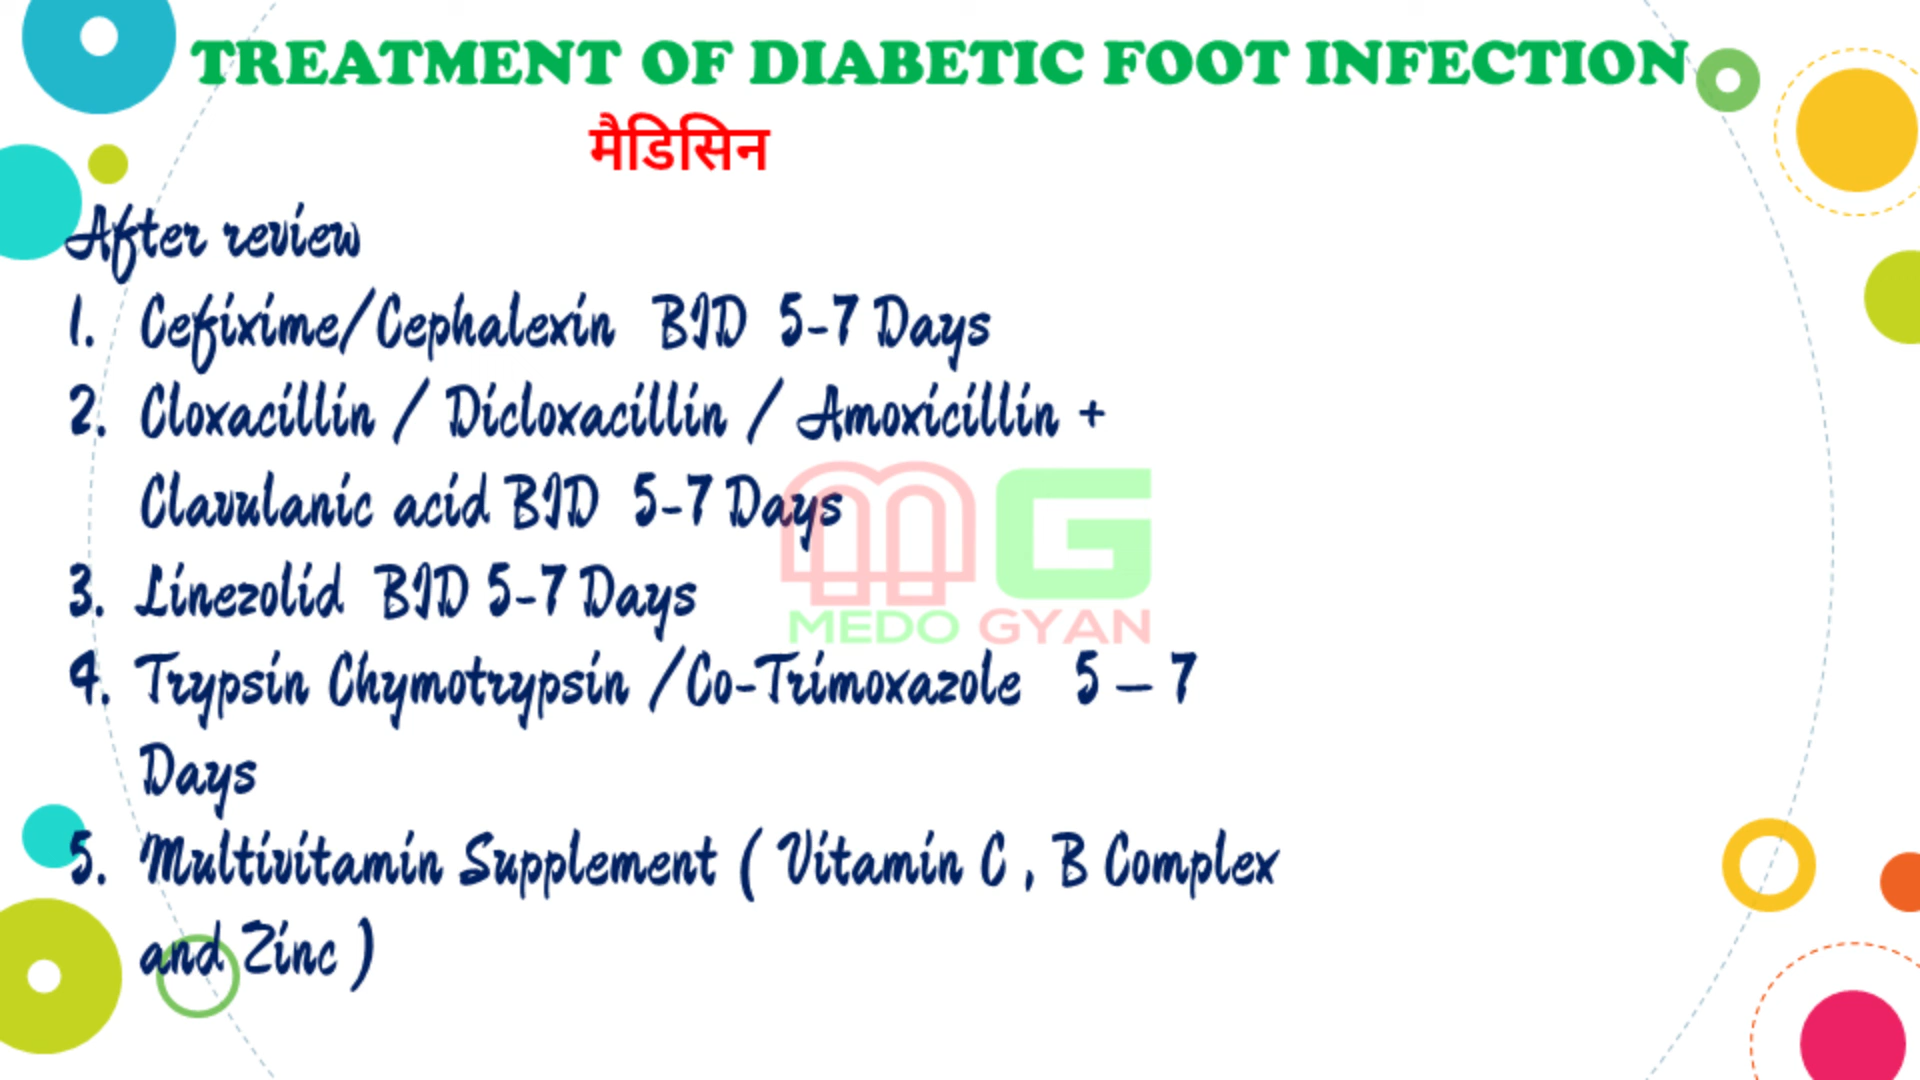 TREATMENT OF DIABETIC FOOT INFECTION
मैडिसिन
After review
1. Cefixime/Cephalexin BID 5-7 Days
2. Cloxacillin / Dicloxacillin / Amoxicillin +
Clavulanic acid BID 5-7 Days
3. Linezolid BID 5-7 Days
4. Trypsin Chymotrypsin /Co-Trimoxazole 5 – 7
Days
5. Multivitamin Supplement ( Vitamin C , B Complex
and Zinc )
MG
MEDO GYAN